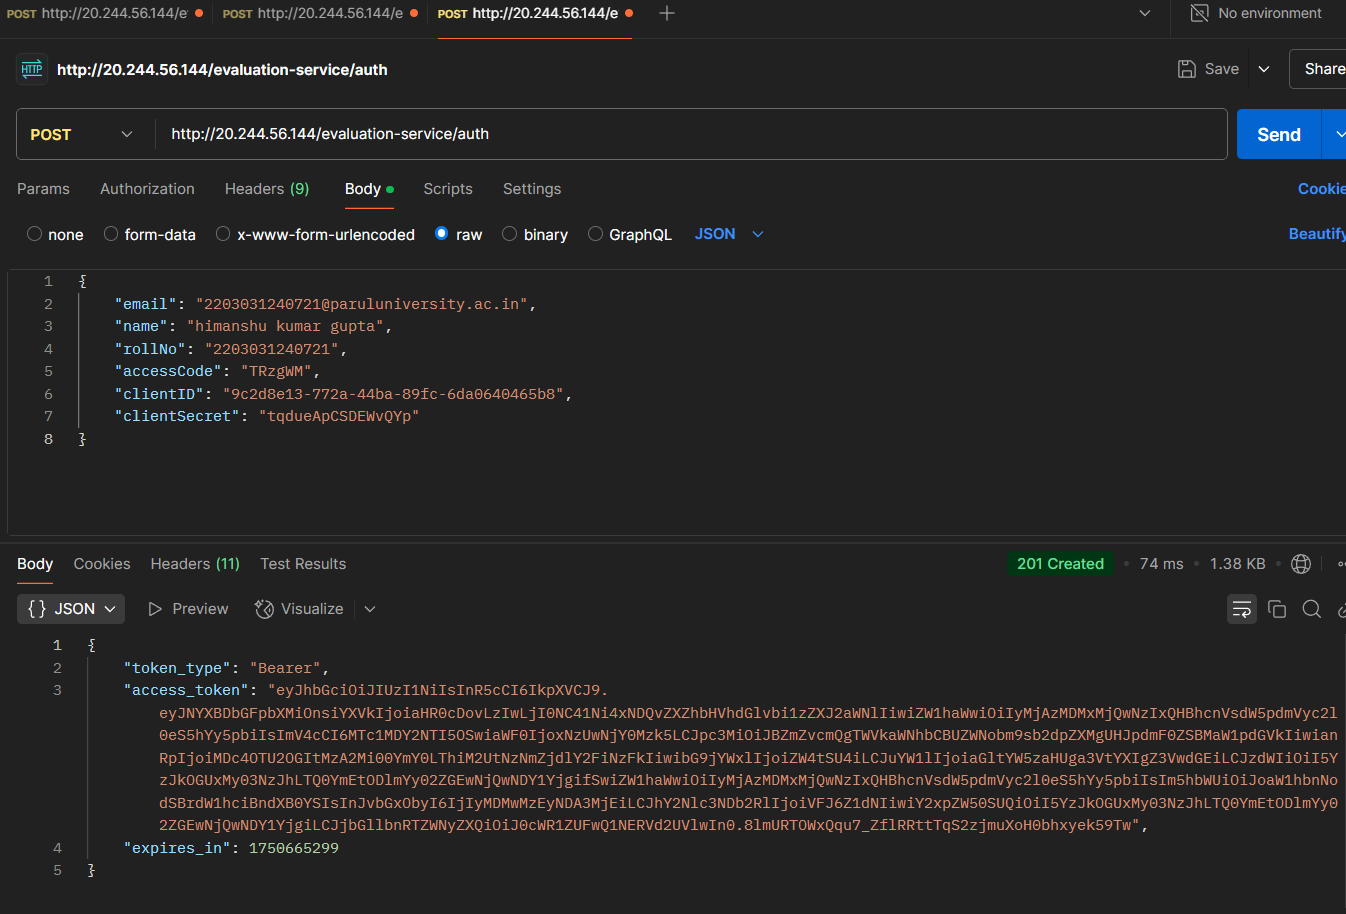 POST http://20.244.56.144/e POST http://20.244.56.144/e POST http://20.244.56.144/e No environment
HTTP http://20.244.56.144/evaluation-service/auth Save Share
POST http://20.244.56.144/evaluation-service/auth Send
Params Authorization Headers (9) Body Scripts Settings Cookie
none form-data x-www-form-urlencoded raw binary GraphQL JSON Beautify
1 {
2 "email": "2203031240721@paruluniversity.ac.in",
3 "name": "himanshu kumar gupta",
4 "rollNo": "2203031240721",
5 "accessCode": "TRzgWM",
6 "clientID": "9c2d8e13-772a-44ba-89fc-6da0640465b8",
7 "clientSecret": "tqdueApCSDEWvQYp"
8 }
Body Cookies Headers (11) Test Results 201 Created • 74 ms • 1.38 KB •
{} JSON Preview Visualize
1 {
2 "token_type": "Bearer",
3 "access_token": "eyJhbGciOiJIUzI1NiIsInR5cCI6IkpXVCJ9.
eyJNYXBDbGFpbXMiOnsiYXVkIjoiaHR0cDovLzIwLjI0NC41Ni4xNDQvZXZhbHVhdGlvbi1zZXJ2aWNlIiwiZW1haWwiOiIyMjAzMDMxMjQwNzIxQHBhcnVsdW5pdmVyc2l
0eS5hYy5pbiIsImV4cCI6MTc1MDY2NTI5OSwiaWF0IjoxNzUwNjY0Mzk5LCJpc3MiOiJBZmZvcmQgTWVkaWNhbCBUZWNobm9sb2dpZXMgUHJpdmF0ZSBMaW1pdGVkIiwian
RpIjoiMDc4OTU2OGItMzA2Mi00YmY0LThiM2UtNzNmZjdlY2FiNzFkIiwibG9jYWxlIjoiZW4tSU4iLCJuYW1lIjoiaGltYW5zaHUga3VtYXIgZ3VwdGEiLCJzdWIiOiI5Y
zJkOGUxMy03NzJhLTQ0YmEtODlmYy02ZGEwNjQwNDY1YjgifSwiZW1haWwiOiIyMjAzMDMxMjQwNzIxQHBhcnVsdW5pdmVyc2l0eS5hYy5pbiIsIm5hbWUiOiJoaW1hbnNo
dSBrdW1hciBndXB0YSIsInJvbGxObyI6IjIyMDMwMzEyNDA3MjEiLCJhY2Nlc3NDb2RlIjoiVFJ6Z1dNIiwiY2xpZW50SUQiOiI5YzJkOGUxMy03NzJhLTQ0YmEtODlmYy0
2ZGEwNjQwNDY1YjgiLCJjbGllbnRTZWNyZXQiOiJ0cWR1ZUFwQ1NERVd2UVlwIn0.8lmURTOWxQqu7_ZflRRttTqS2zjmuXoH0bhxyek59Tw",
4 "expires_in": 1750665299
5 }